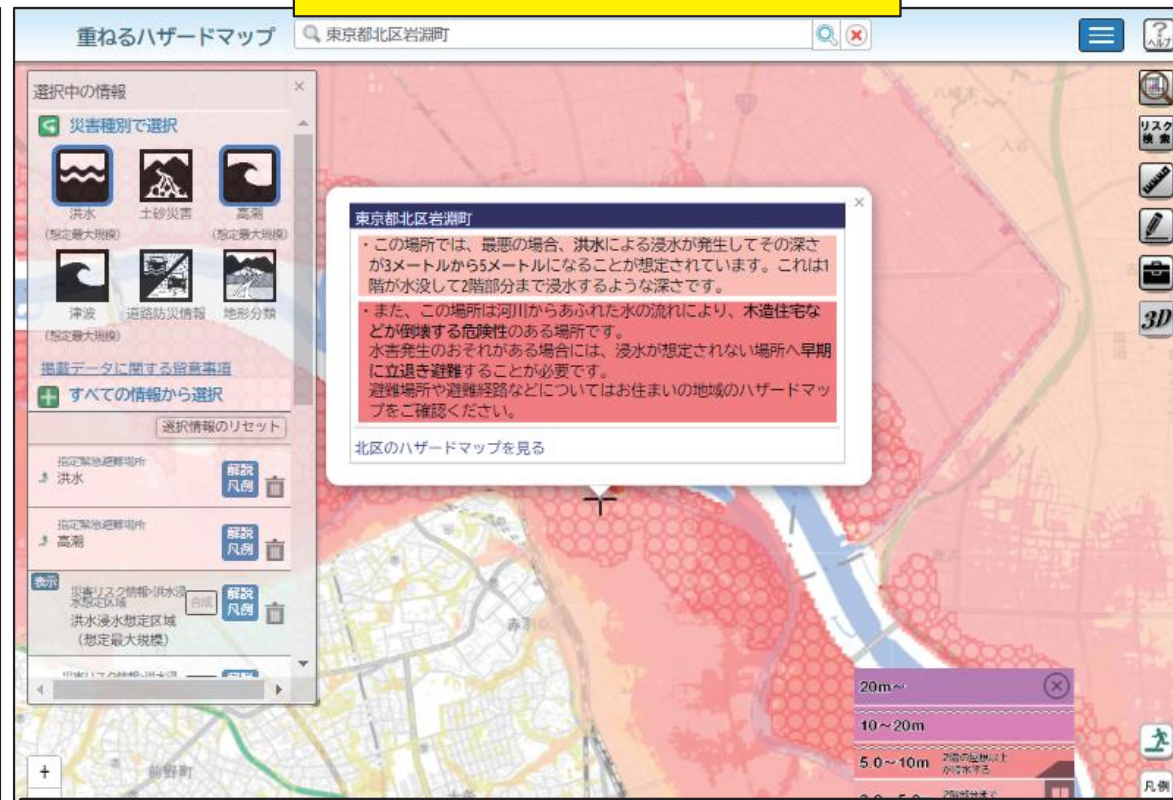 重ねるハザードマップ
東京都北区岩淵町
ヘルプ
選択中の情報
災害種別で選択
洪水
(想定最大規模)
土砂災害
高潮
(想定最大規模)
津波
(想定最大規模)
道路防災情報
地形分類
掲載データに関する留意事項
すべての情報から選択
選択情報のリセット
指定緊急避難場所
洪水
解説
凡例
指定緊急避難場所
高潮
解説
凡例
表示
災害リスク情報>洪水浸
水想定区域
合成
洪水浸水想定区域
(想定最大規模)
解説
凡例
東京都北区岩淵町
・この場所では、最悪の場合、洪水による浸水が発生してその深さ
が3メートルから5メートルになることが想定されています。これは1
階が水没して2階部分まで浸水するような深さです。
・また、この場所は河川からあふれた水の流れにより、木造住宅な
どが倒壊する危険性のある場所です。
水害発生のおそれがある場合には、浸水が想定されない場所へ早期
に立退き避難することが必要です。
避難場所や避難経路などについてはお住まいの地域のハザードマッ
プをご確認ください。
北区のハザードマップを見る
リスク
検索
3D
前野町
20m~
10~20m
5.0~10m
2階の屋根以上
が浸水する
凡例
+